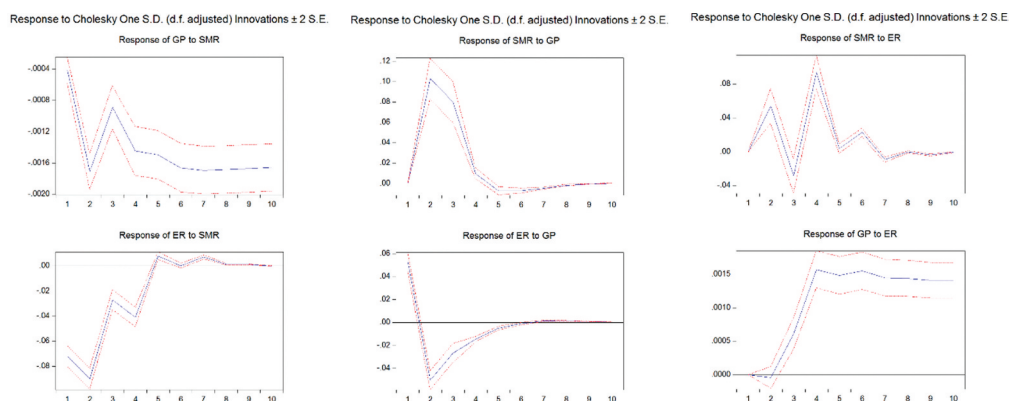 Response to Cholesky One S.D. (d.f. adjusted) Innovations ± 2 S.E.
Response of GP to SMR
-.0004
-.0008
-.0012
-.0016
-.0020
1 2 3 4 5 6 7 8 9 10
Response of ER to SMR
.00
-.02
-.04
-.06
-.08
1 2 3 4 5 6 7 8 9 10
Response to Cholesky One S.D. (d.f. adjusted) Innovations ± 2 S.E.
Response of SMR to GP
.12
.10
.08
.06
.04
.02
.00
1 2 3 4 5 6 7 8 9 10
Response of ER to GP
.06
.04
.02
.00
-.02
-.04
1 2 3 4 5 6 7 8 9 10
Response to Cholesky One S.D. (d.f. adjusted) Innovations ± 2 S.E.
Response of SMR to ER
.08
.04
.00
-.04
1 2 3 4 5 6 7 8 9 10
Response of GP to ER
.0015
.0010
.0005
.0000
1 2 3 4 5 6 7 8 9 10